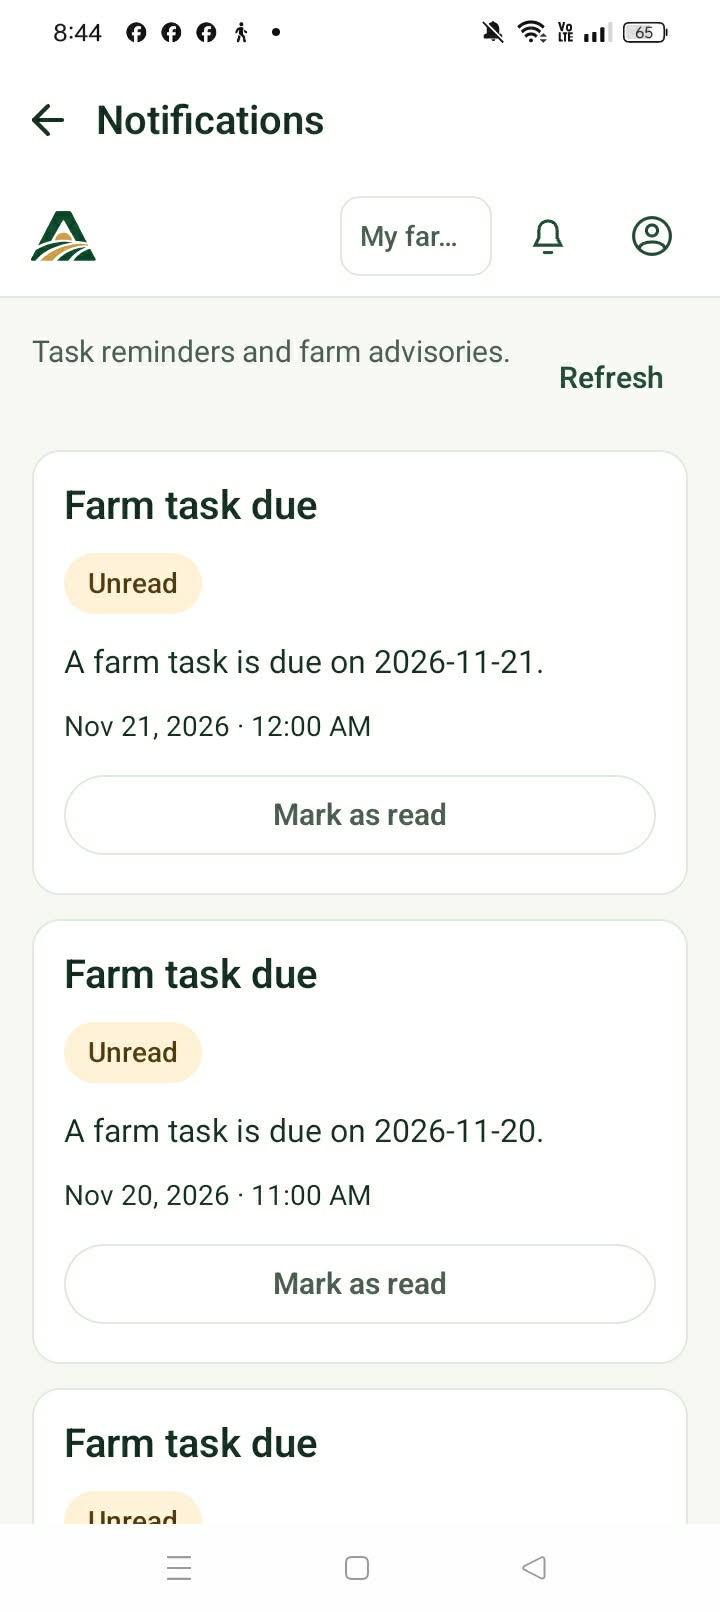 8:44
Vo
LTE
65
Notifications
My far...
Task reminders and farm advisories.
Refresh
Farm task due
Unread
A farm task is due on 2026-11-21.
Nov 21, 2026 · 12:00 AM
Mark as read
Farm task due
Unread
A farm task is due on 2026-11-20.
Nov 20, 2026 · 11:00 AM
Mark as read
Farm task due
Unread